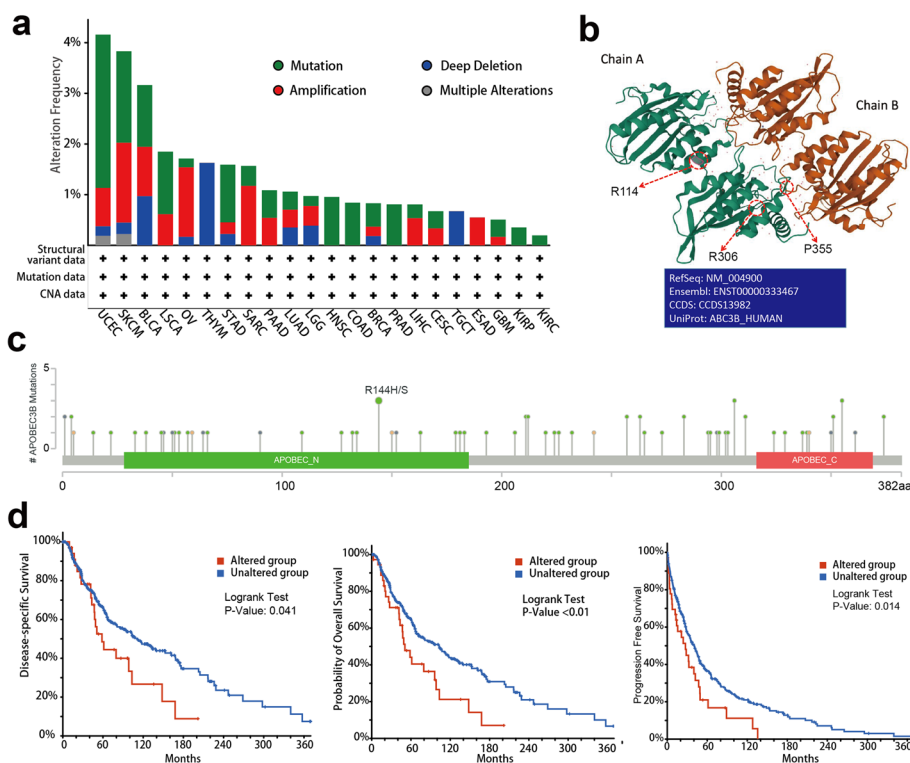 a
Alteration Frequency
4%
3%
2%
1%
Mutation
Deep Deletion
Amplification
Multiple Alterations
Structural
variant data
Mutation data
CNA data
+ + + + + + + + + + + + + + + + + + + + +
+ + + + + + + + + + + + + + + + + + + + +
+ + + + + + + + + + + + + + + + + + + + +
UCEC SKCM BLCA LSCA OV THYM STAD SARC PAAD LUAD LGG HNSC COAD BRCA PRAD LIHC CESC TGCT ESAD GBM KIRP KIRC
b
Chain A
Chain B
R114
R306
P355
RefSeq: NM_004900
Ensembl: ENST00000333467
CCDS: CCDS13982
UniProt: ABC3B_HUMAN
c
# APOBEC3B Mutations
5
0
R144H/S
APOBEC_N
APOBEC_C
0 100 200 300 382aa
d
Disease-specific Survival
100%
80%
60%
40%
20%
0%
Altered group
Unaltered group
Logrank Test
P-Value: 0.041
0 60 120 180 240 300 360
Months
Probability of Overall Survival
100%
80%
60%
40%
20%
0%
Altered group
Unaltered group
Logrank Test
P-Value <0.01
0 60 120 180 240 300 360
Months
Progression Free Survival
100%
80%
60%
40%
20%
0%
Altered group
Unaltered group
Logrank Test
P-Value: 0.014
0 60 120 180 240 300 360
Months